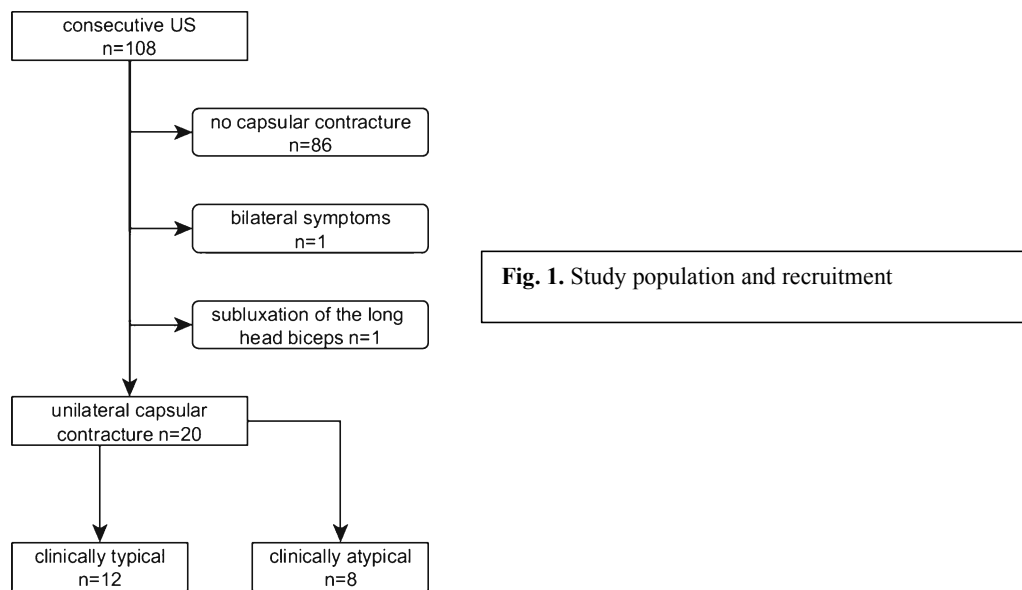 consecutive US
n=108
no capsular contracture
n=86
bilateral symptoms
n=1
Fig. 1. Study population and recruitment
subluxation of the long
head biceps n=1
unilateral capsular
contracture n=20
clinically typical
n=12
clinically atypical
n=8